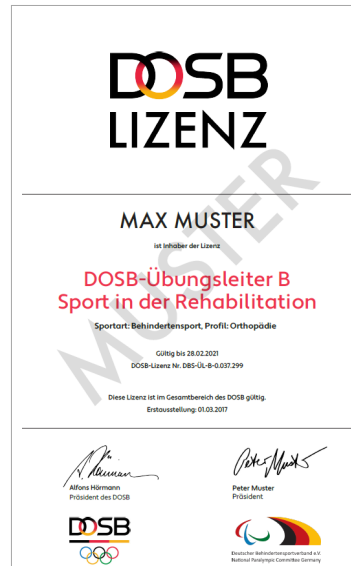 DOSB
LIZENZ
MUSTER
MAX MUSTER
ist Inhaber der Lizenz
DOSB-Übungsleiter B
Sport in der Rehabilitation
Sportart: Behindertensport, Profil: Orthopädie
Gültig bis 28.02.2021
DOSB-Lizenz Nr. DBS-ÜL-B-0.037.299
Diese Lizenz ist im Gesamtbereich des DOSB gültig.
Erstausstellung: 01.03.2017
Alfons Hörmann
Präsident des DOSB
DOSB
Peter Muster
Peter Muster
Präsident
Deutscher Behindertensportverband e.V.
National Paralympic Committee Germany